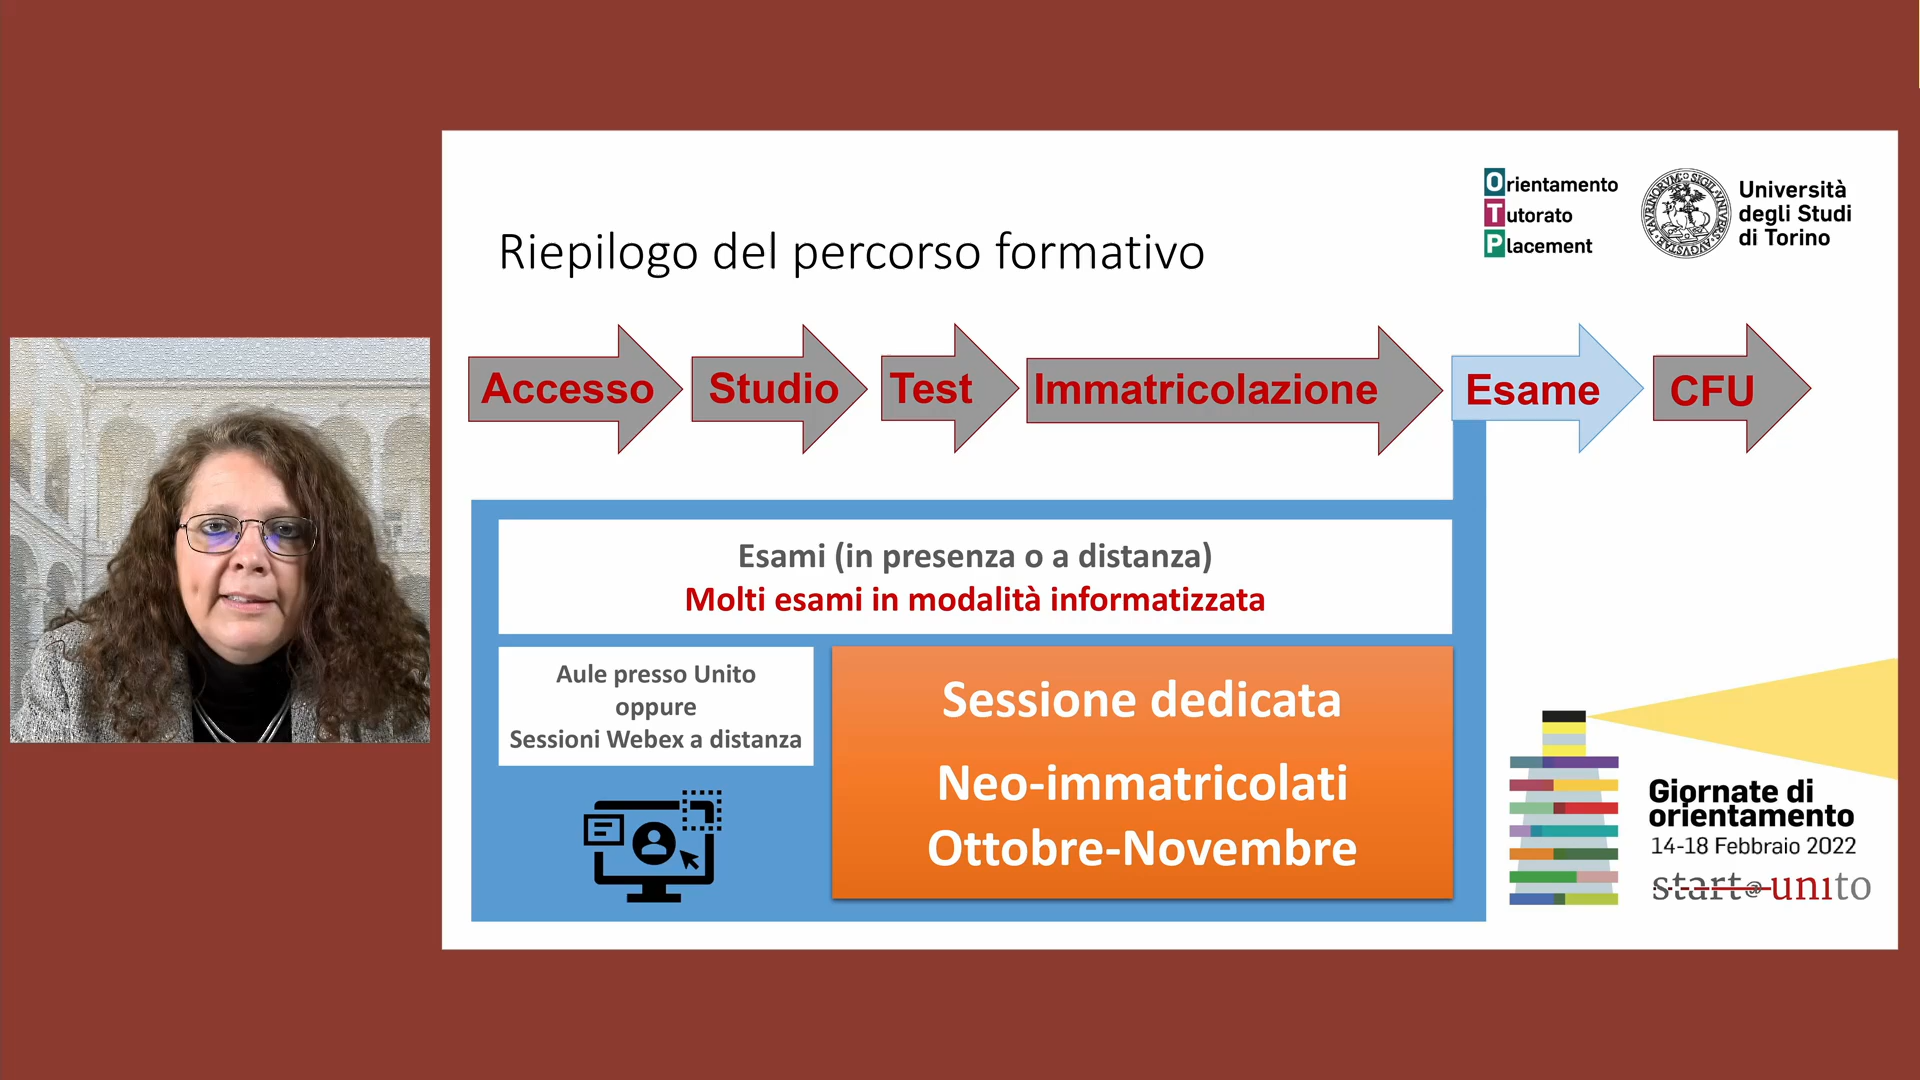 Orientamento
Tutorato
Placement
Università
degli Studi
di Torino
Riepilogo del percorso formativo
Accesso
Studio
Test
Immatricolazione
Esame
CFU
Esami (in presenza o a distanza)
Molti esami in modalità informatizzata
Aule presso Unito
oppure
Sessioni Webex a distanza
Sessione dedicata
Neo-immatricolati
Ottobre-Novembre
Giornate di
orientamento
14-18 Febbraio 2022
start@unito